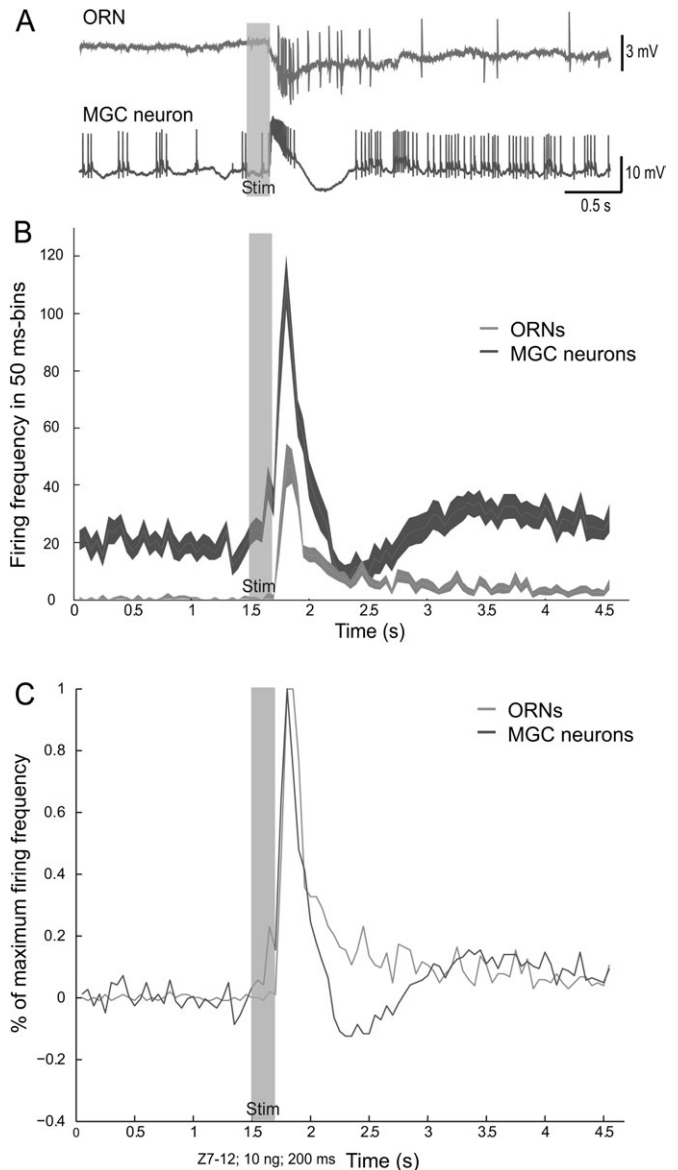 A
ORN
3 mV
MGC neuron
10 mV
Stim
0.5 s
B
120
100
80
60
40
20
0
Firing frequency in 50 ms-bins
ORNs
MGC neurons
Stim
0 0.5 1 1.5 2 2.5 3 3.5 4 4.5
Time (s)
C
1
0.8
0.6
0.4
0.2
0
−0.2
−0.4
% of maximum firing frequency
ORNs
MGC neurons
Stim
0 0.5 1 1.5 2 2.5 3 3.5 4 4.5
Z7-12; 10 ng; 200 ms Time (s)